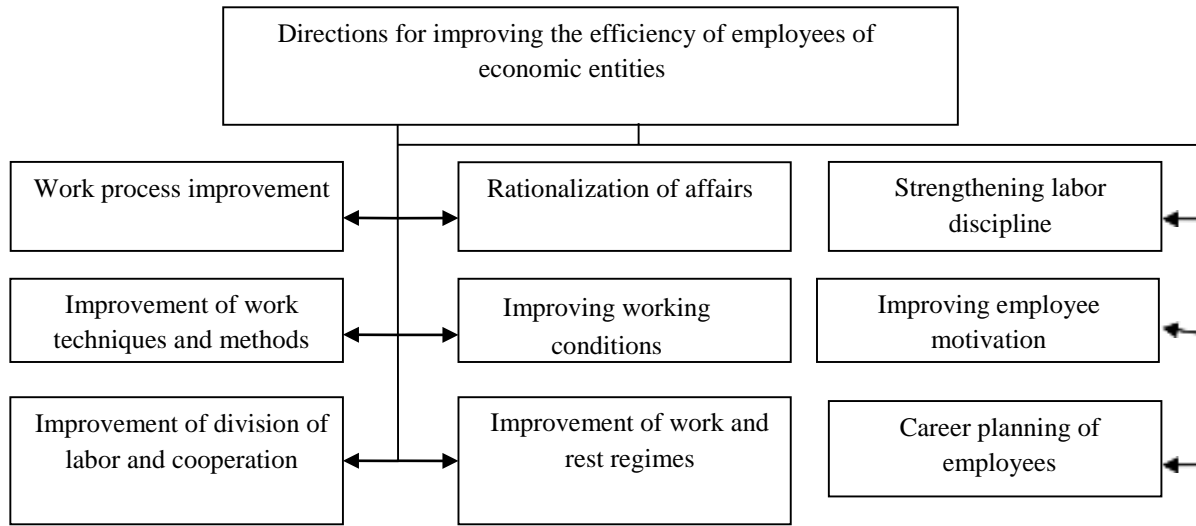 Directions for improving the efficiency of employees of
economic entities
Work process improvement
Rationalization of affairs
Strengthening labor
discipline
Improvement of work
techniques and methods
Improving working
conditions
Improving employee
motivation
Improvement of division of
labor and cooperation
Improvement of work and
rest regimes
Career planning of
employees